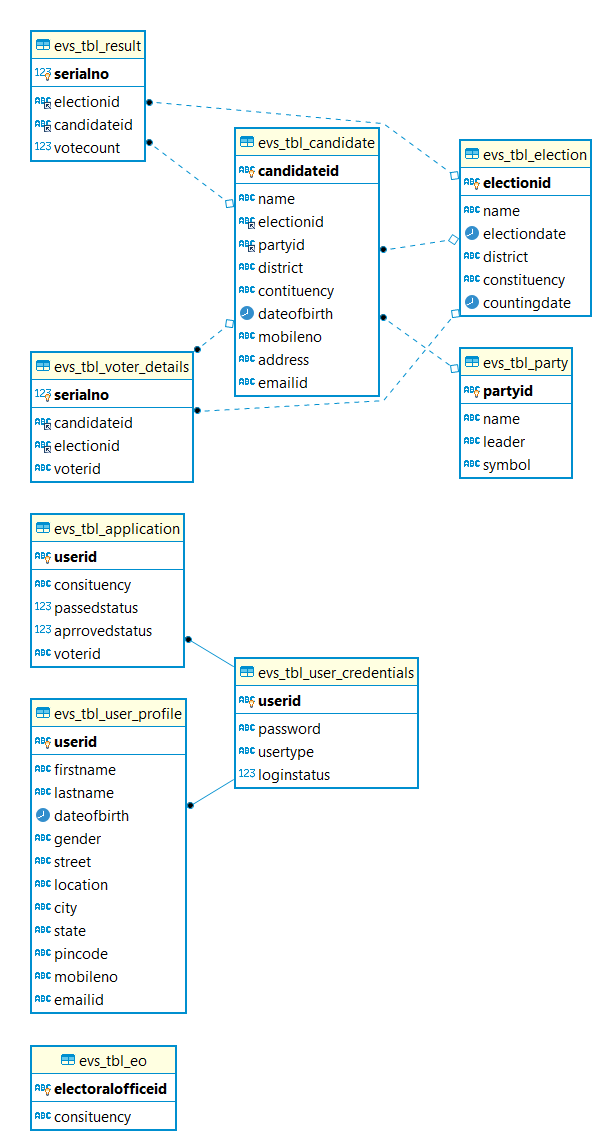 evs_tbl_result
123 serialno
ABC electionid
ABC candidateid
123 votecount
evs_tbl_candidate
ABC candidateid
ABC name
ABC electionid
ABC partyid
ABC district
ABC contituency
dateofbirth
ABC mobileno
ABC address
ABC emailid
evs_tbl_election
ABC electionid
ABC name
electiondate
ABC district
ABC constituency
countingdate
evs_tbl_voter_details
123 serialno
ABC candidateid
ABC electionid
ABC voterid
evs_tbl_party
ABC partyid
ABC name
ABC leader
ABC symbol
evs_tbl_application
ABC userid
ABC consituency
123 passedstatus
123 aprrovedstatus
ABC voterid
evs_tbl_user_credentials
ABC userid
ABC password
ABC usertype
123 loginstatus
evs_tbl_user_profile
ABC userid
ABC firstname
ABC lastname
dateofbirth
ABC gender
ABC street
ABC location
ABC city
ABC state
ABC pincode
ABC mobileno
ABC emailid
evs_tbl_eo
ABC electoralofficeid
ABC consituency